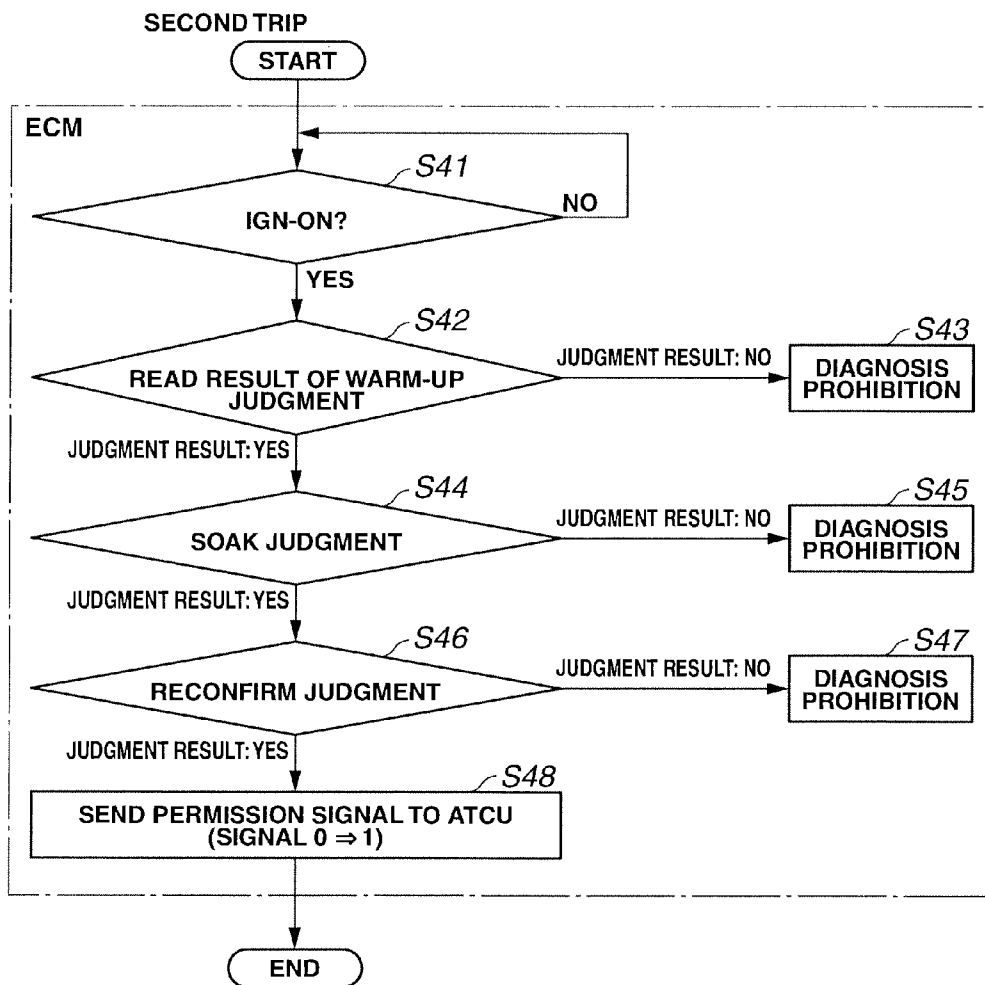 SECOND TRIP
START
ECM
S41
IGN-ON?
NO
YES
S42
READ RESULT OF WARM-UP
JUDGMENT
JUDGMENT RESULT: NO
S43
DIAGNOSIS
PROHIBITION
JUDGMENT RESULT: YES
S44
SOAK JUDGMENT
JUDGMENT RESULT: NO
S45
DIAGNOSIS
PROHIBITION
JUDGMENT RESULT: YES
S46
RECONFIRM JUDGMENT
JUDGMENT RESULT: NO
S47
DIAGNOSIS
PROHIBITION
JUDGMENT RESULT: YES
S48
SEND PERMISSION SIGNAL TO ATCU
(SIGNAL 0 ⇒ 1)
END